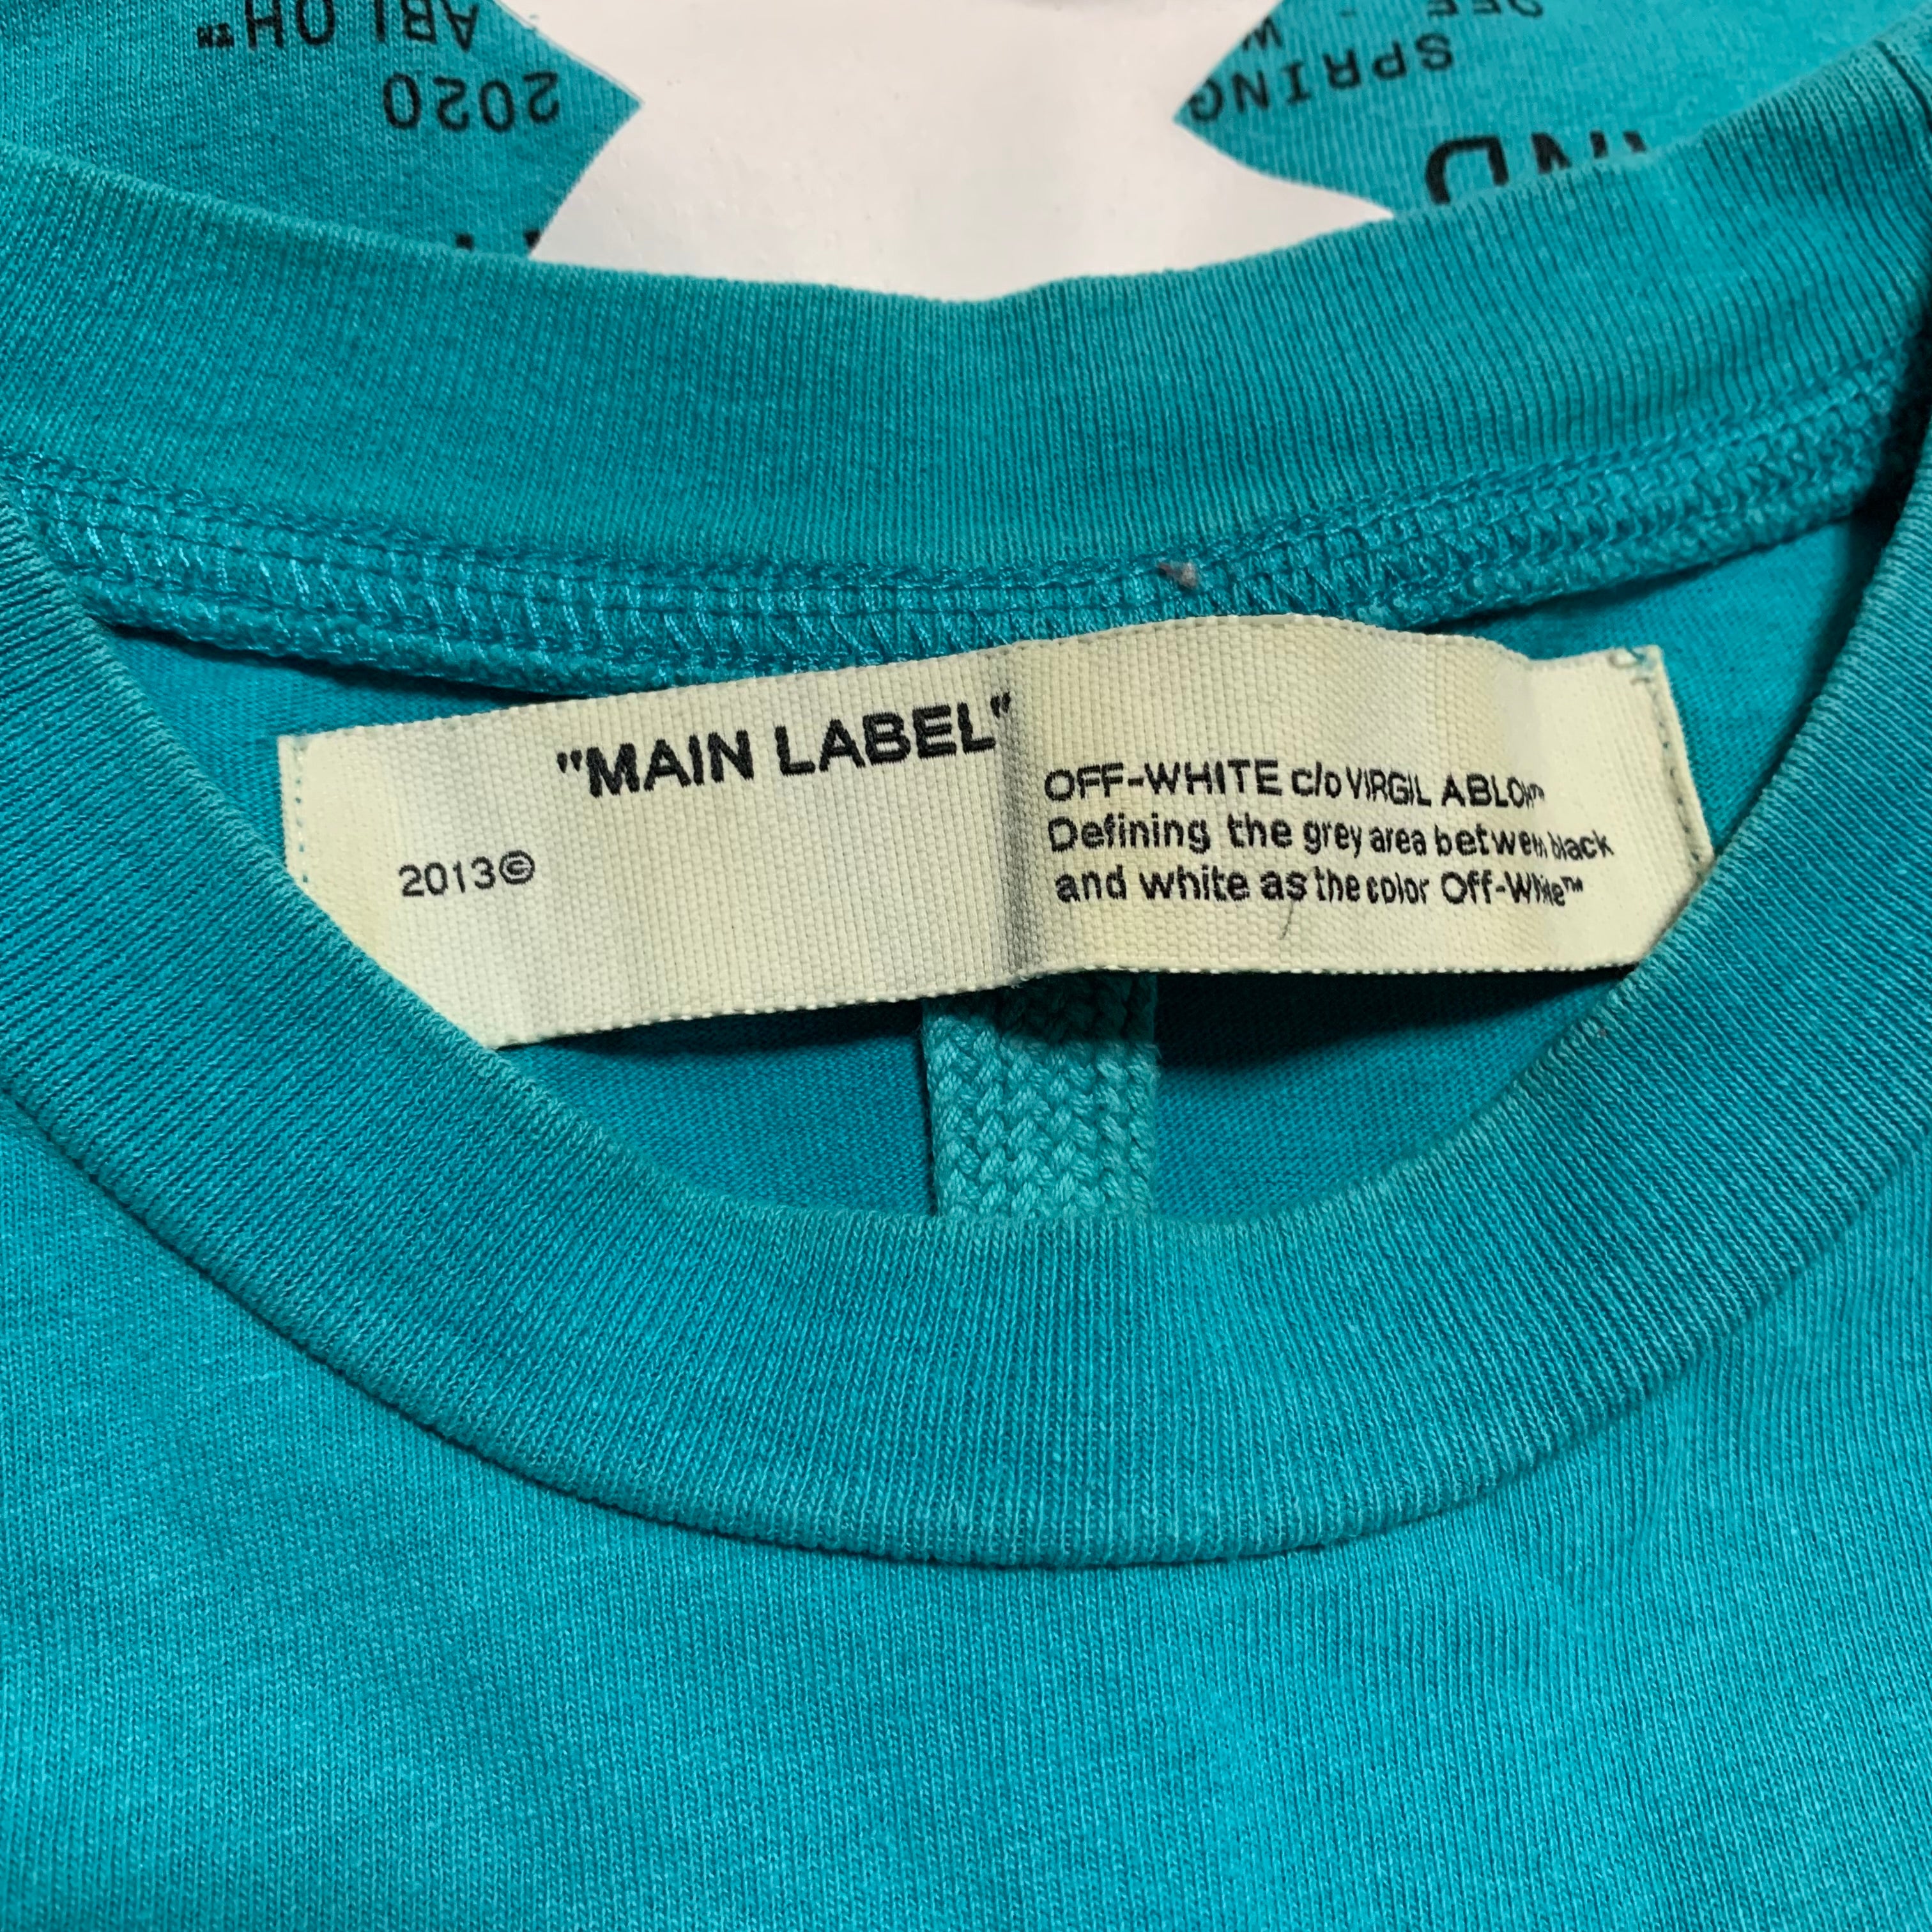 ABLOH™
2020
SPRING
"MAIN LABEL"
2013©
OFF-WHITE c/o VIRGIL ABLOH™
Defining the grey area between black
and white as the color Off-White™